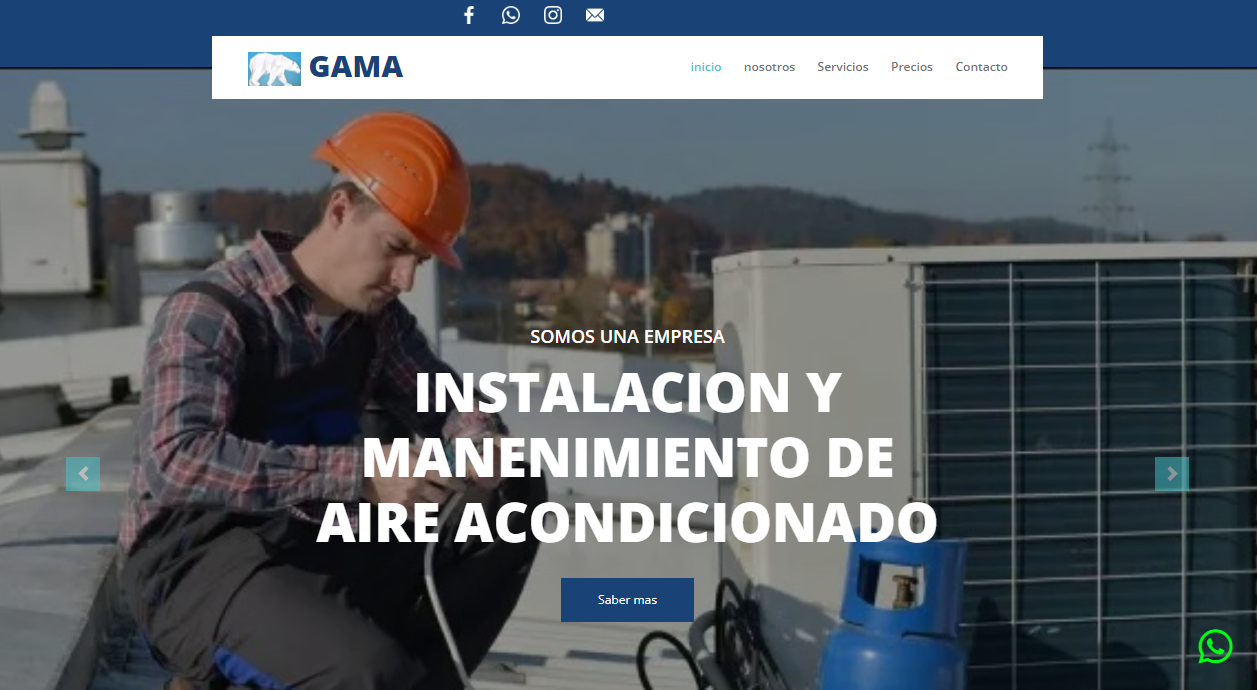 GAMA
inicio nosotros Servicios Precios Contacto
SOMOS UNA EMPRESA
INSTALACION Y
MANENIMIENTO DE
AIRE ACONDICIONADO
Saber mas